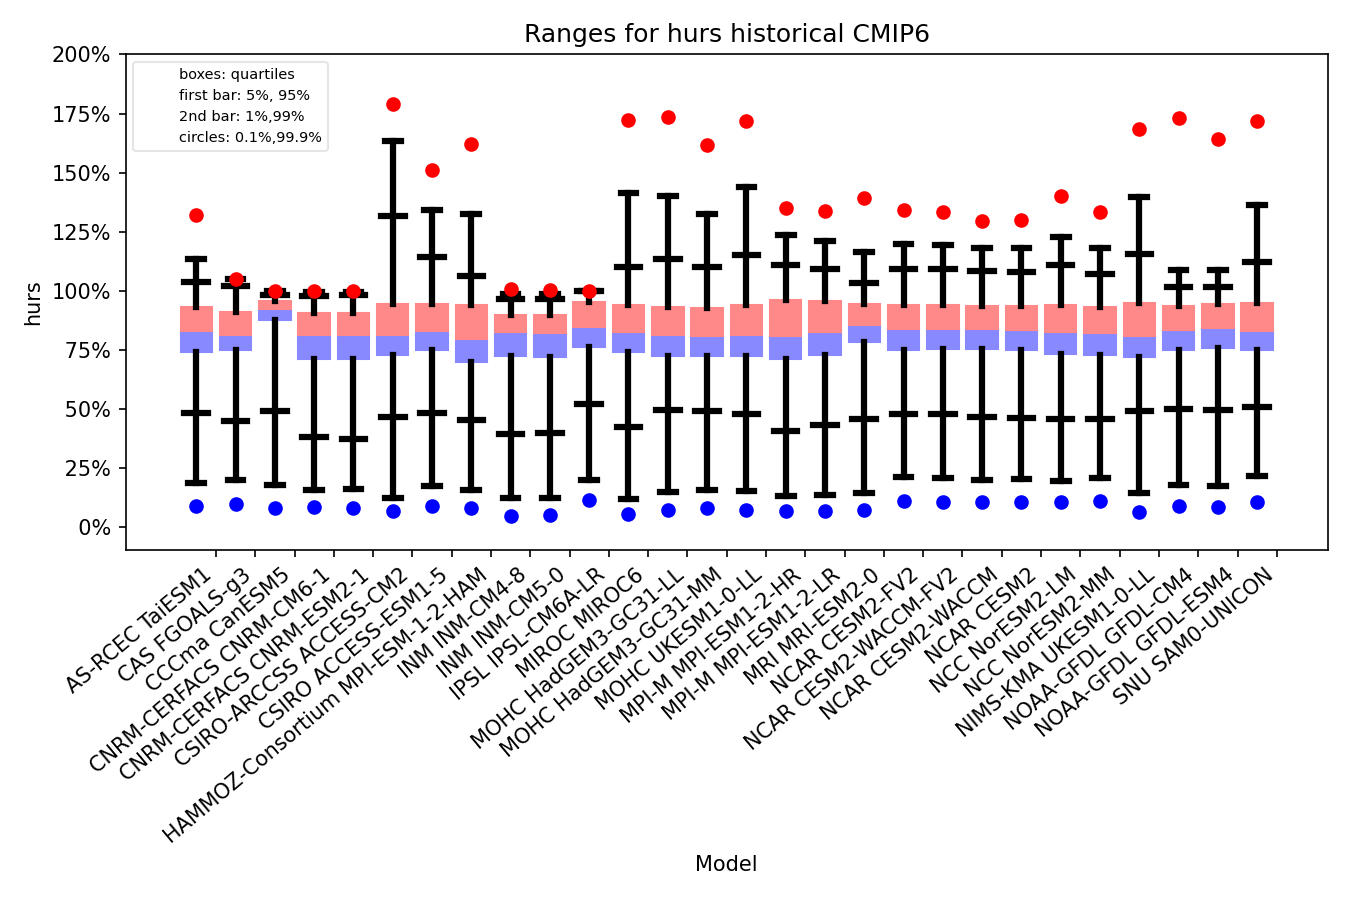 Ranges for hurs historical CMIP6
200%
175%
150%
125%
100%
75%
50%
25%
0%
hurs
boxes: quartiles
first bar: 5%, 95%
2nd bar: 1%,99%
circles: 0.1%,99.9%
AS-RCEC TaiESM1
CAS FGOALS-g3
CCCma CanESM5
CNRM-CERFACS CNRM-CM6-1
CNRM-CERFACS CNRM-ESM2-1
CSIRO-ARCCSS ACCESS-CM2
CSIRO ACCESS-ESM1-5
HAMMOZ-Consortium MPI-ESM-1-2-HAM
INM INM-CM4-8
INM INM-CM5-0
IPSL IPSL-CM6A-LR
MIROC MIROC6
MOHC HadGEM3-GC31-LL
MOHC HadGEM3-GC31-MM
MOHC UKESM1-0-LL
MPI-M MPI-ESM1-2-HR
MPI-M MPI-ESM1-2-LR
MRI MRI-ESM2-0
NCAR CESM2-FV2
NCAR CESM2-WACCM-FV2
NCAR CESM2-WACCM
NCAR CESM2
NCC NorESM2-LM
NCC NorESM2-MM
NIMS-KMA UKESM1-0-LL
NOAA-GFDL GFDL-CM4
NOAA-GFDL GFDL-ESM4
SNU SAM0-UNICON
Model